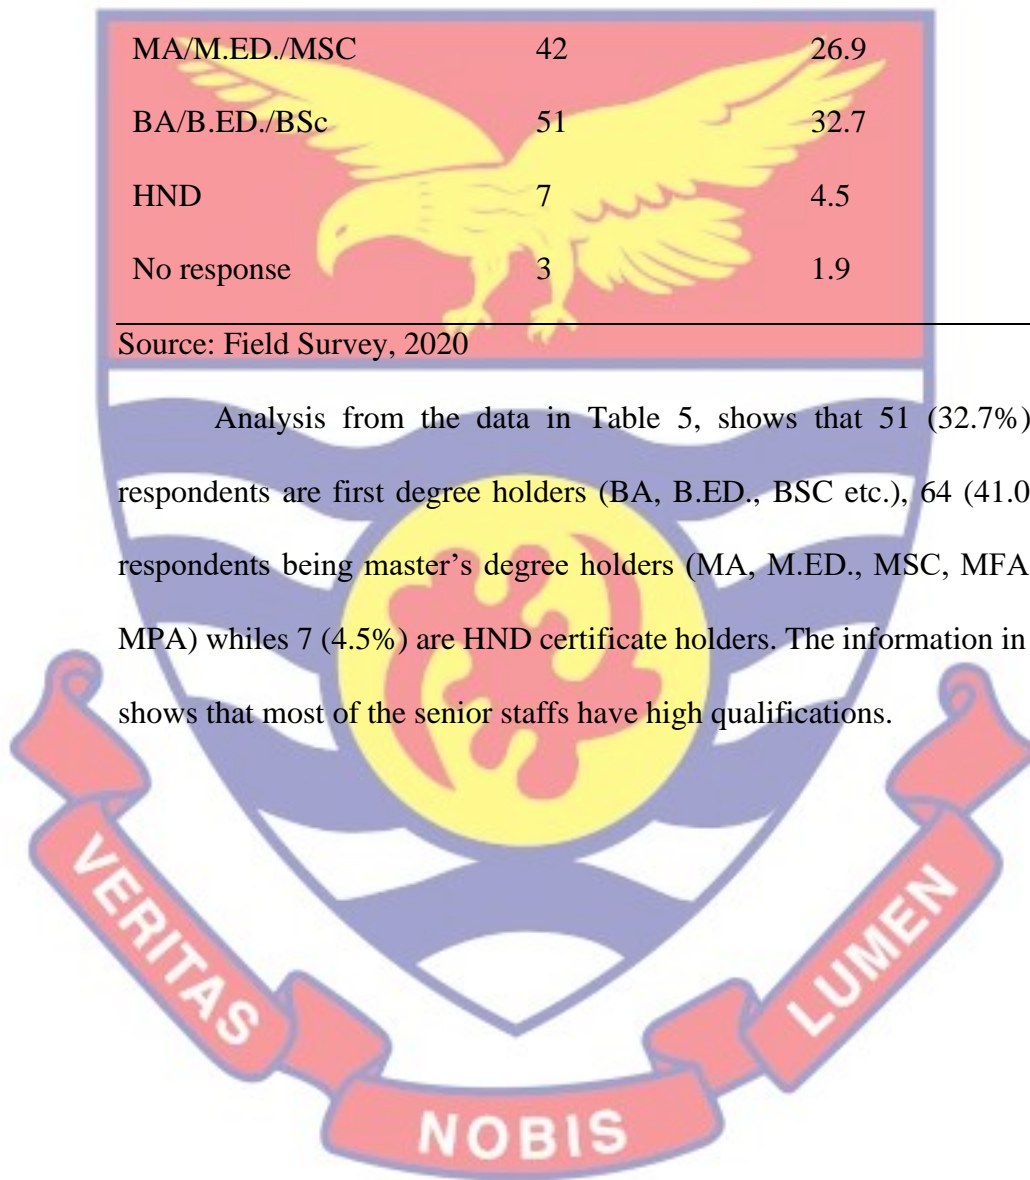 MA/M.ED./MSC 42 26.9
BA/B.ED./BSc 51 32.7
HND 7 4.5
No response 3 1.9
Source: Field Survey, 2020
Analysis from the data in Table 5, shows that 51 (32.7%)
respondents are first degree holders (BA, B.ED., BSC etc.), 64 (41.0
respondents being master’s degree holders (MA, M.ED., MSC, MFA
MPA) whiles 7 (4.5%) are HND certificate holders. The information in
shows that most of the senior staffs have high qualifications.
VERITAS
NOBIS
LUMEN